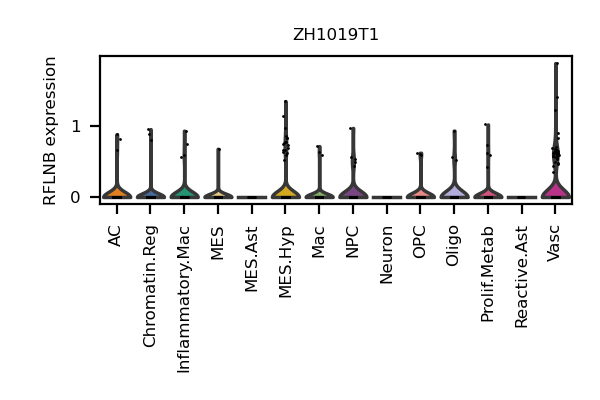 ZH1019T1
RFLNB expression
1
0
AC
Chromatin.Reg
Inflammatory.Mac
MES
MES.Ast
MES.Hyp
Mac
NPC
Neuron
OPC
Oligo
Prolif.Metab
Reactive.Ast
Vasc